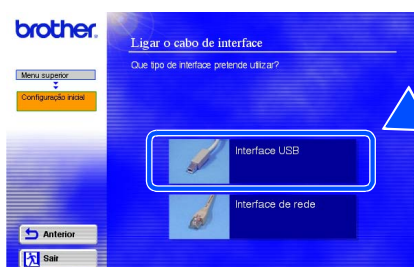 brother.
Menu superior
Configuração inicial
Anterior
Sair
Ligar o cabo de interface
Que tipo de interface pretende utilizar?
Interface USB
Interface de rede